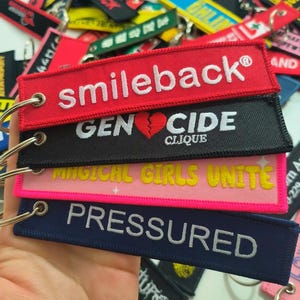 smileback®
GEN CIDE
CLIQUE
MAGICAL GIRLS UNITE
PRESSURED